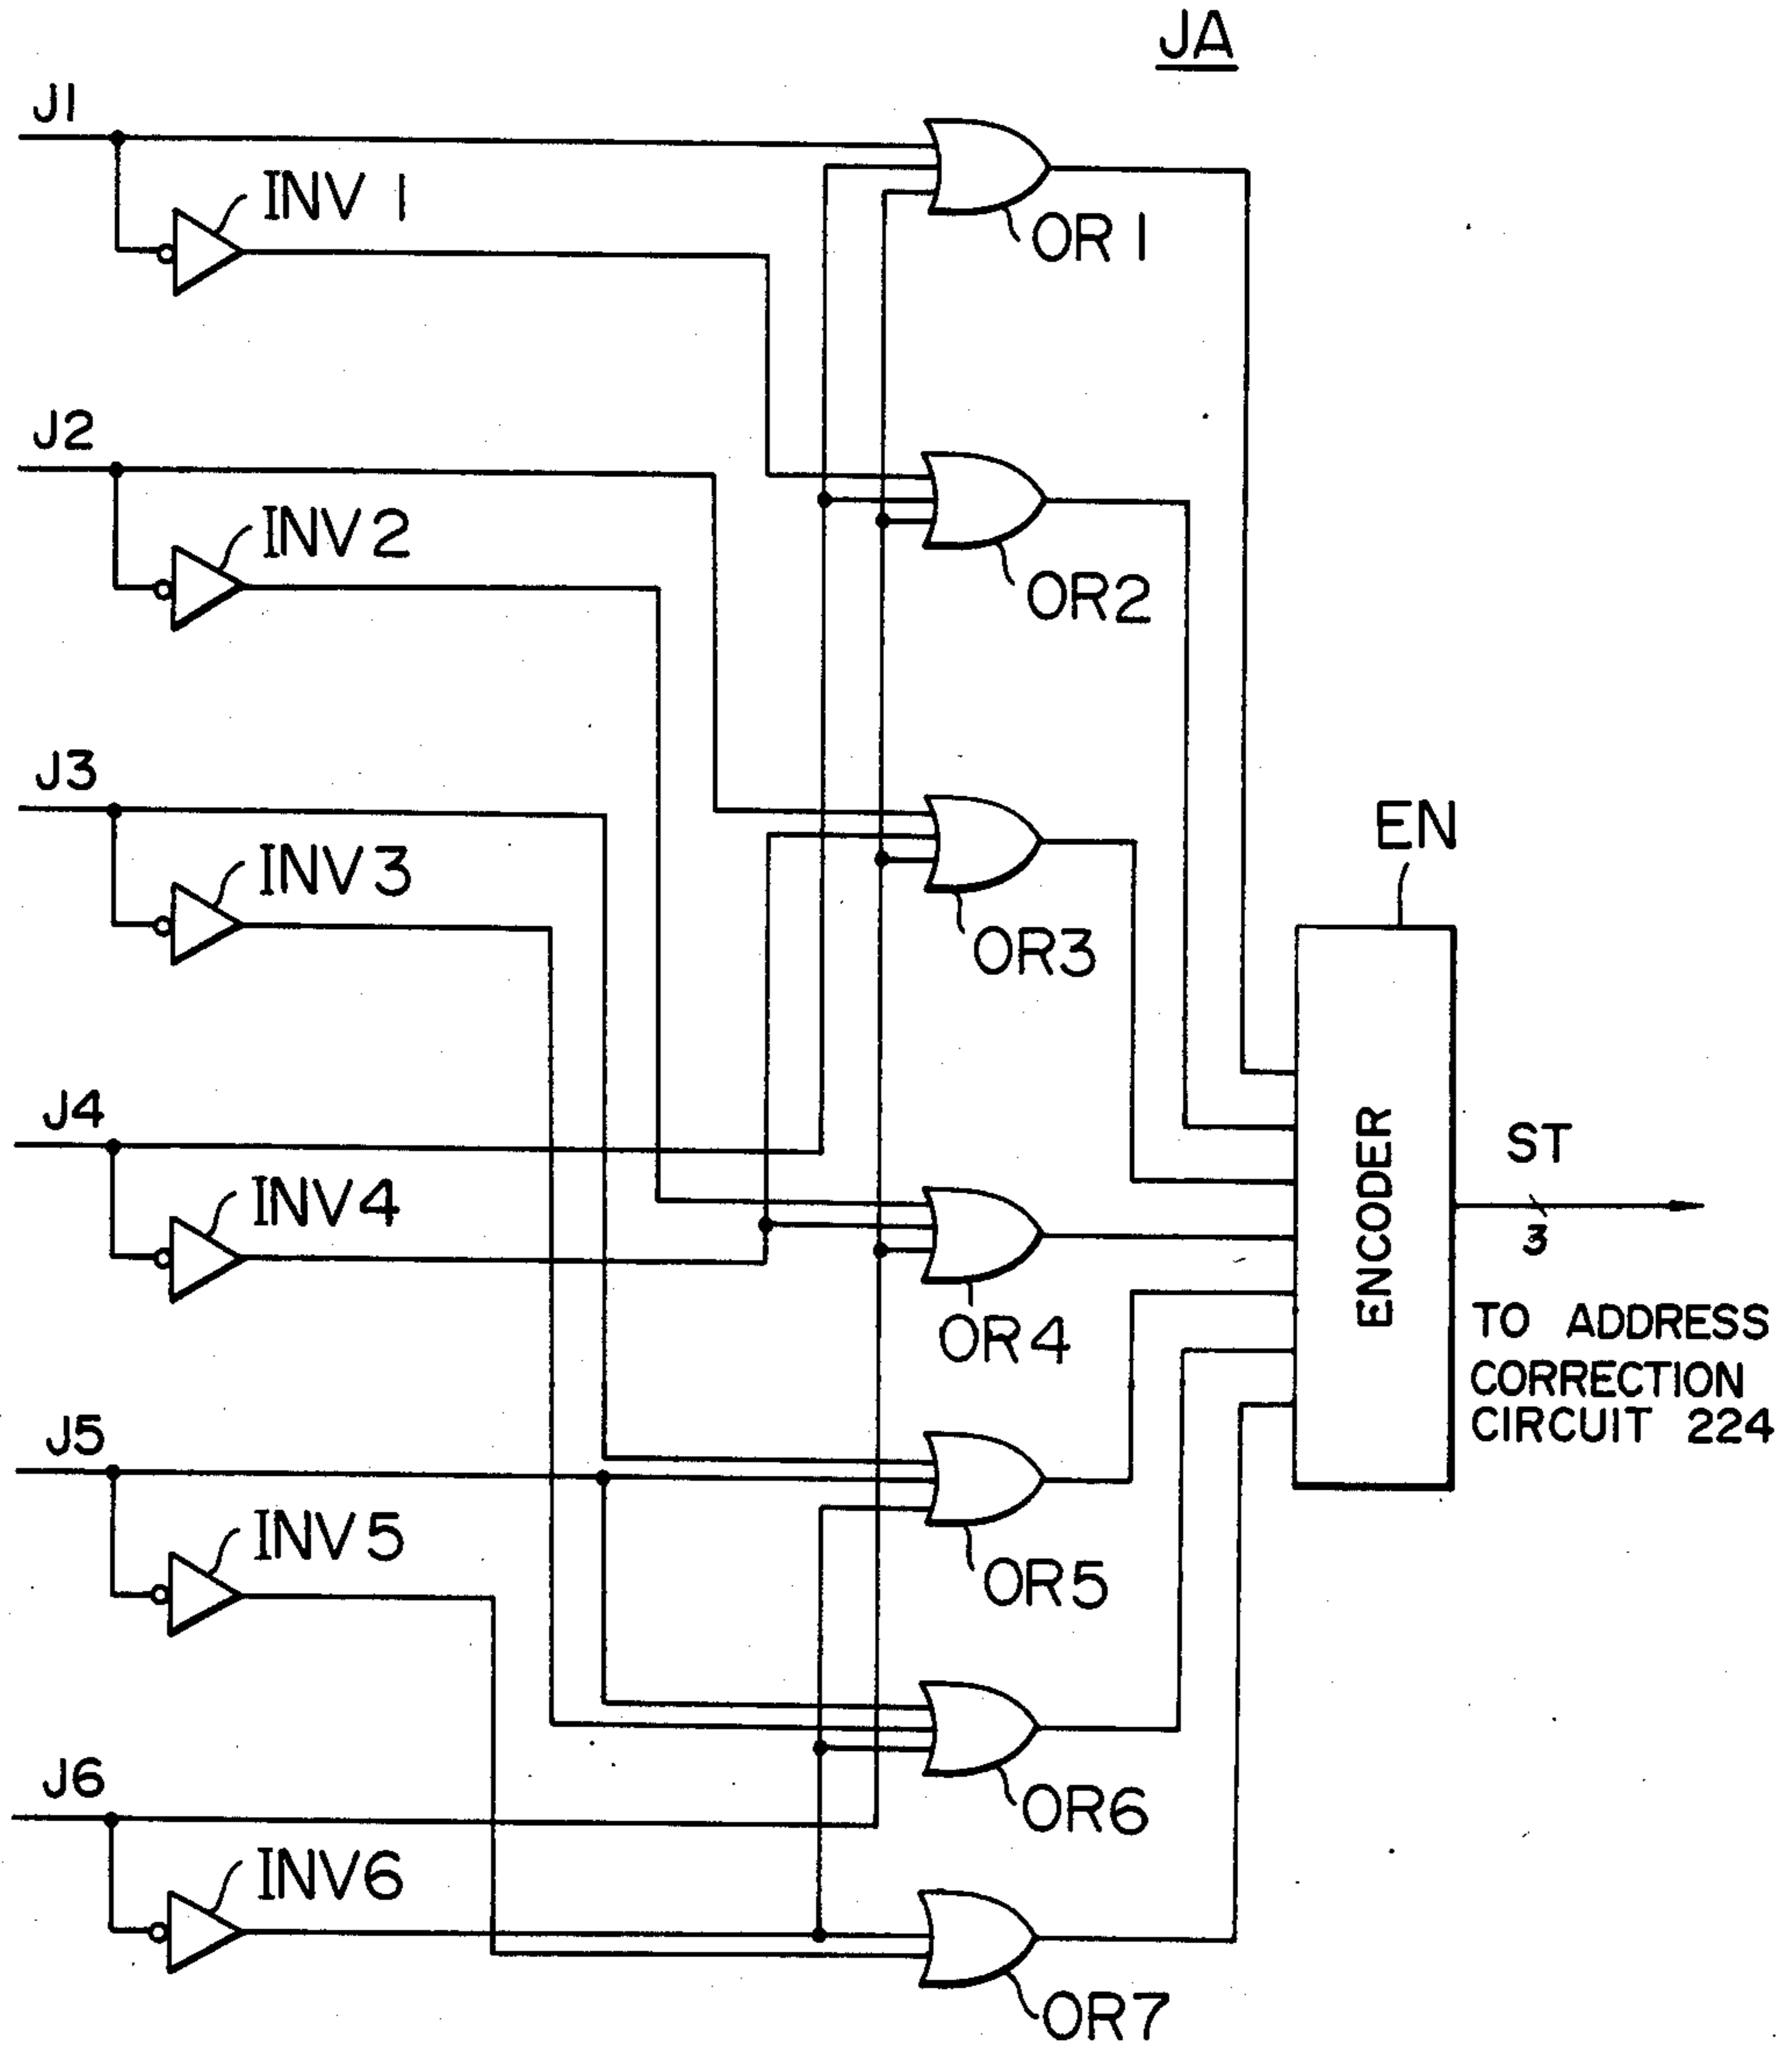 JA
J1
INV 1
OR 1
J2
INV2
OR2
J3
INV3
EN
OR3
J4
ENCODER
ST
INV4
3
OR4
TO ADDRESS
CORRECTION
CIRCUIT 224
J5
INV5
OR5
J6
OR6
INV6
OR7